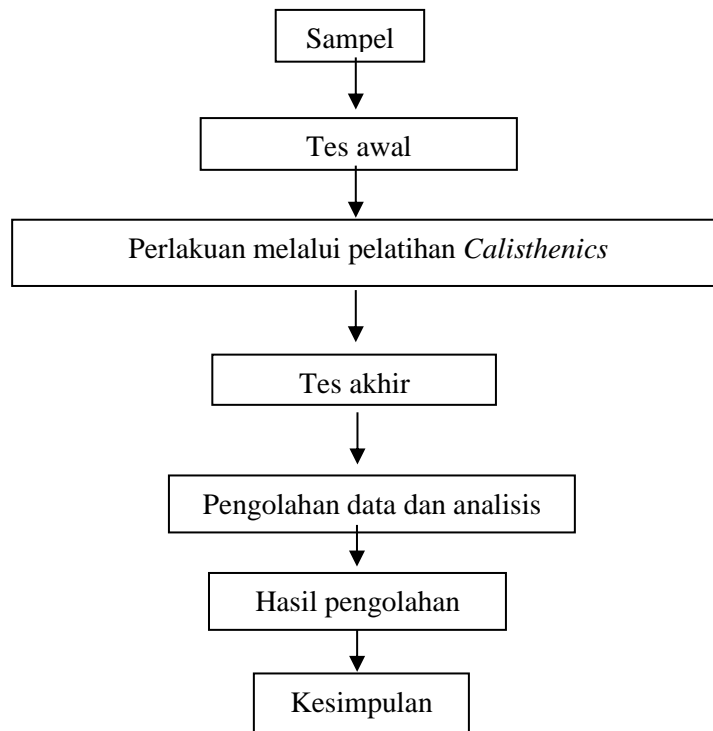 Sampel
Tes awal
Perlakuan melalui pelatihan Calisthenics
Tes akhir
Pengolahan data dan analisis
Hasil pengolahan
Kesimpulan